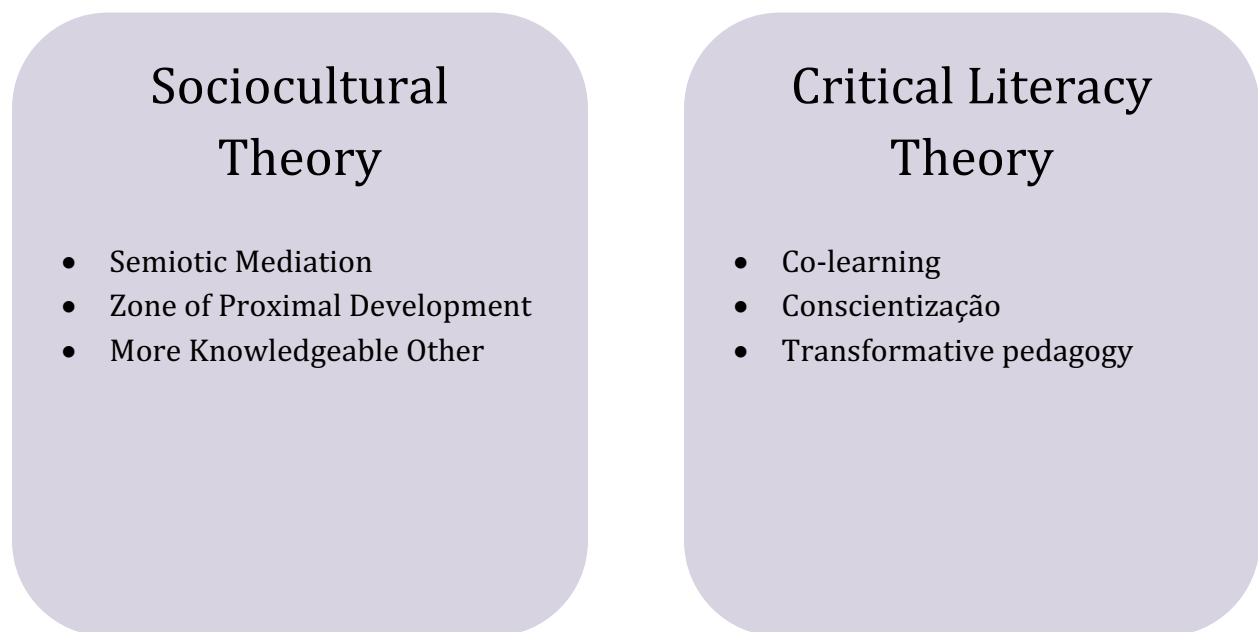 Sociocultural
Theory
• Semiotic Mediation
• Zone of Proximal Development
• More Knowledgeable Other
Critical Literacy
Theory
• Co-learning
• Conscientização
• Transformative pedagogy